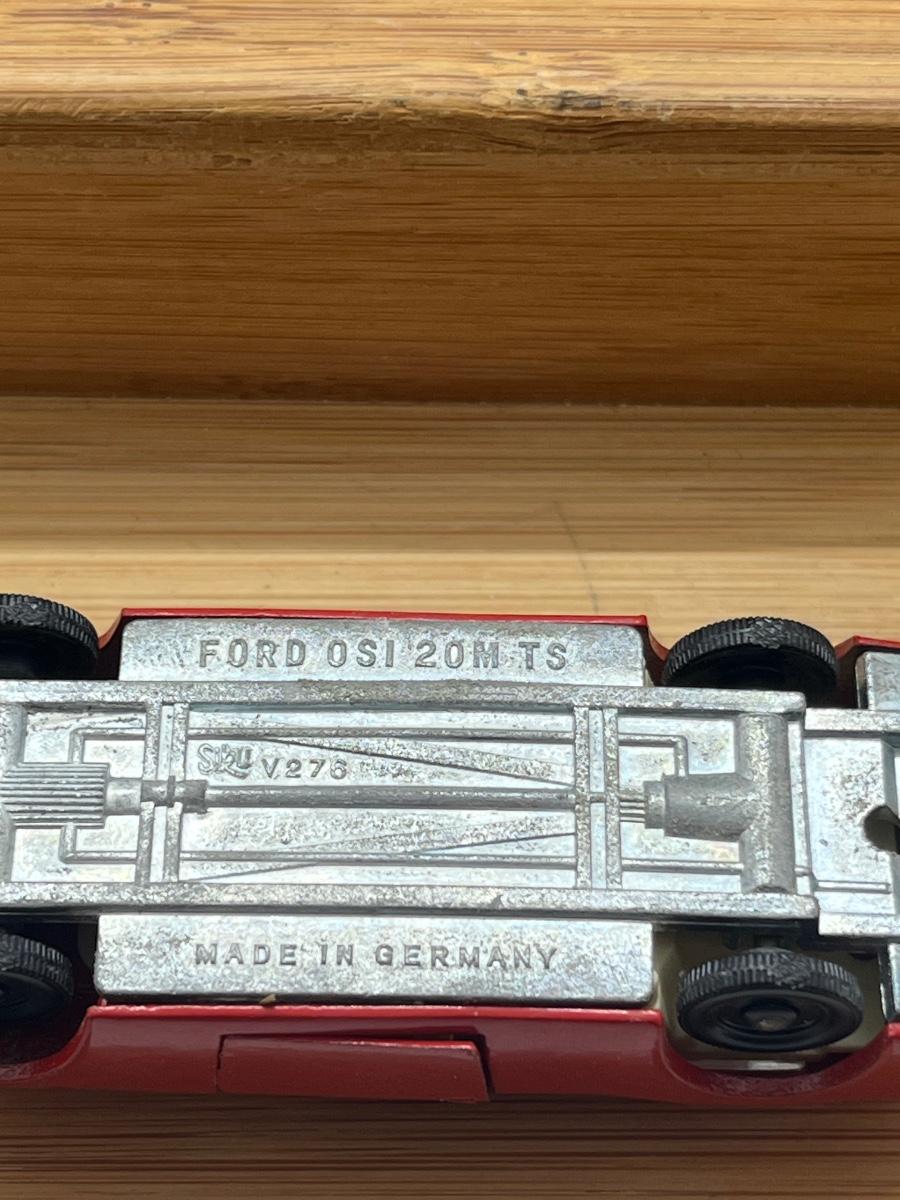 FORD OSI 20M TS
Siku V276
MADE IN GERMANY